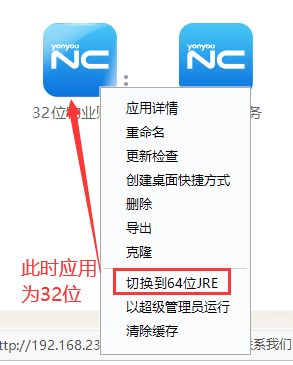 yonyou
NC
yonyou
NC
32位
业
务
应用详情
重命名
更新检查
创建桌面快捷方式
删除
导出
克隆
切换到64位JRE
以超级管理员运行
清除缓存
此时应用
为32位
http://192.168.23
系我们